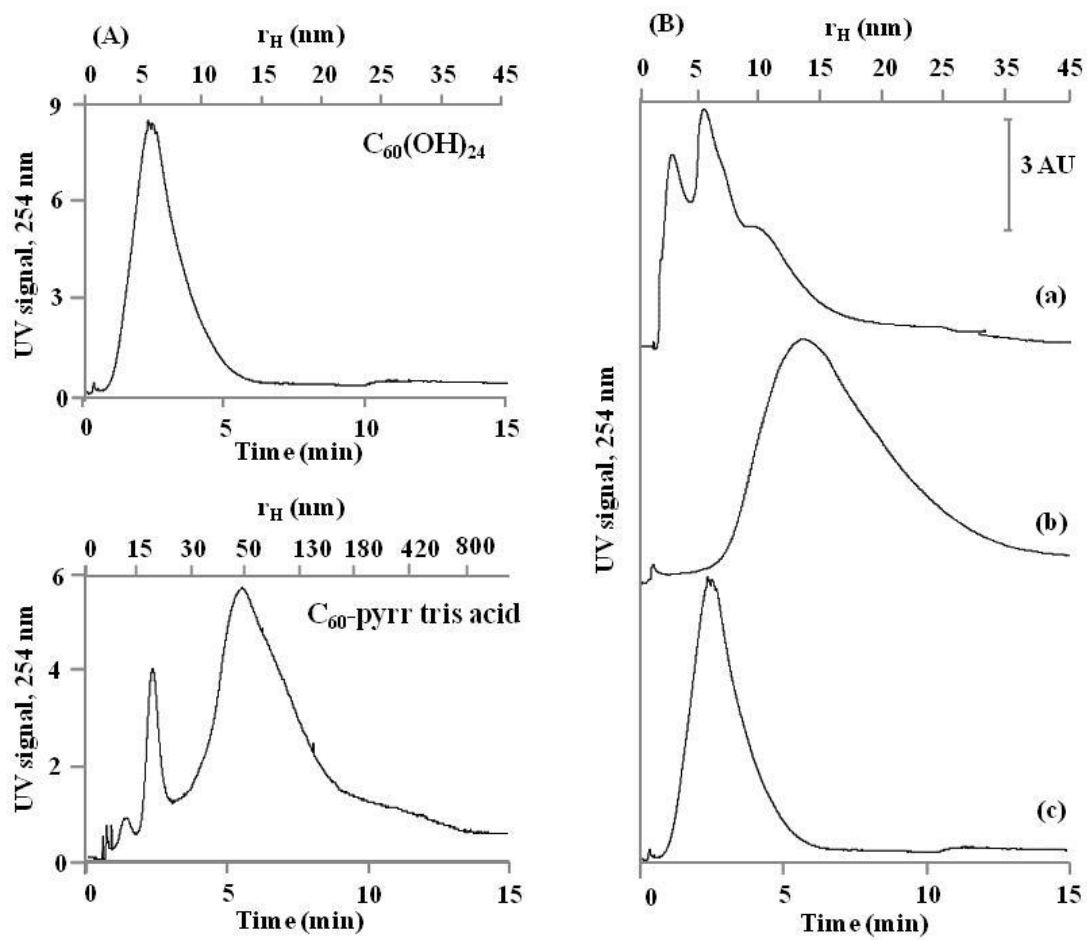 (A)
r_H (nm)
0 5 10 15 20 25 35 45
9
C₆₀(OH)₂₄
6
UV signal, 254 nm
3
0
0 5 10 15
Time (min)
r_H (nm)
0 15 30 50 130 180 420 800
6
C₆₀-pyrr tris acid
4
UV signal, 254 nm
2
0
0 5 10 15
Time (min)
(B)
r_H (nm)
0 5 10 15 20 25 35 45
3 AU
(a)
UV signal, 254 nm
(b)
(c)
0 5 10 15
Time (min)